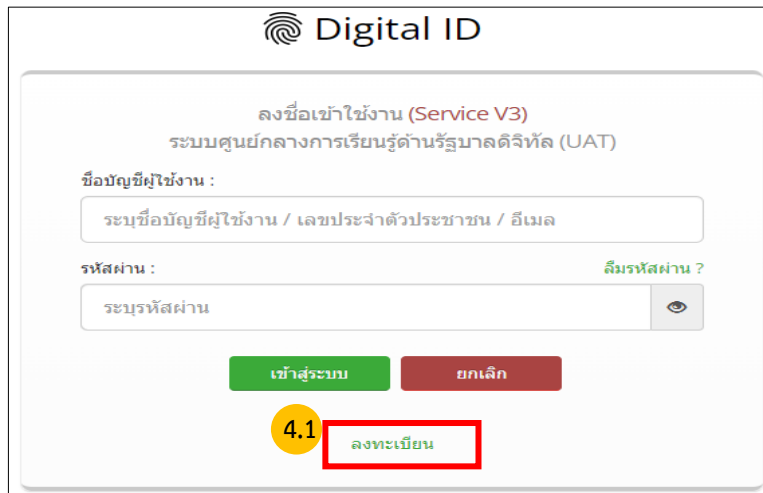 Digital ID
ลงชื่อเข้าใช้งาน (Service V3)
ระบบศูนย์กลางการเรียนรู้ด้านรัฐบาลดิจิทัล (UAT)
ชื่อบัญชีผู้ใช้งาน :
ระบุชื่อบัญชีผู้ใช้งาน / เลขประจำตัวประชาชน / อีเมล
รหัสผ่าน : ลืมรหัสผ่าน ?
ระบุรหัสผ่าน
เข้าสู่ระบบ ยกเลิก
4.1 ลงทะเบียน